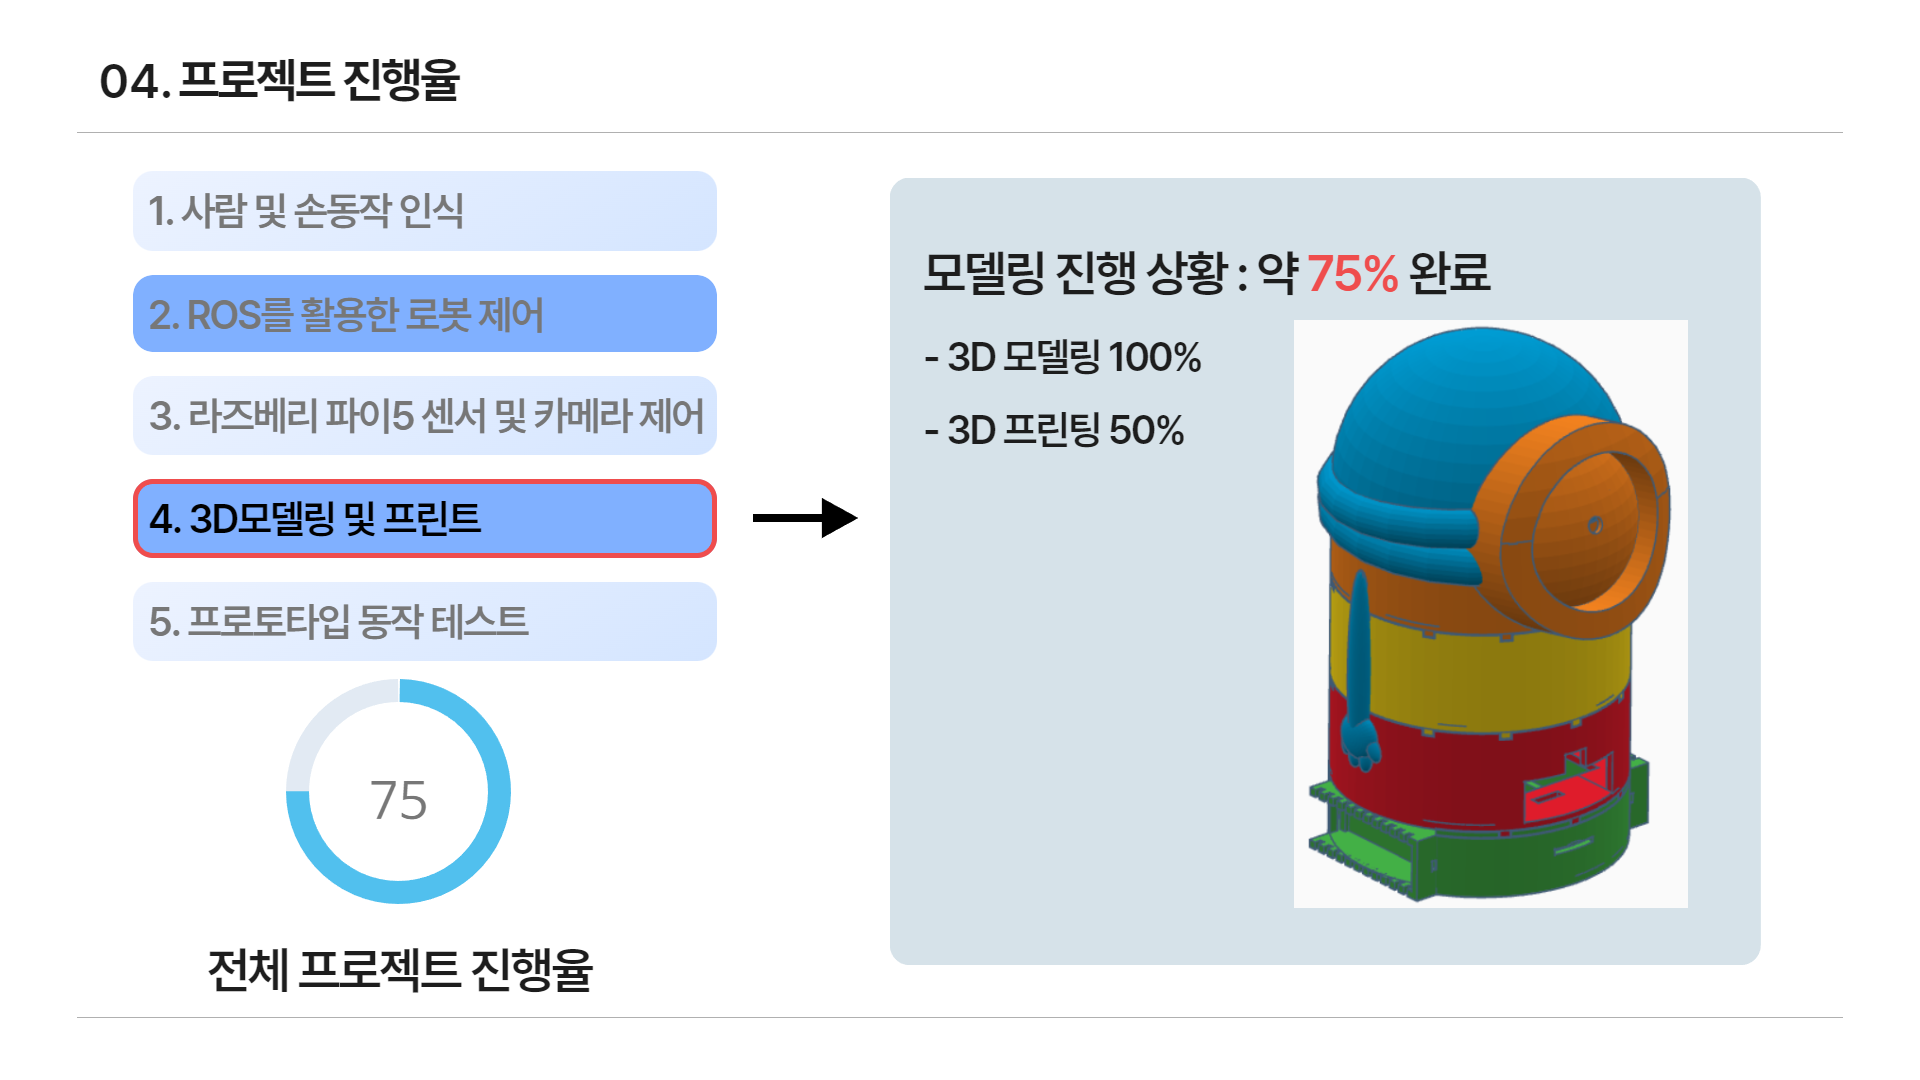 04. 프로젝트 진행율
1. 사람 및 손동작 인식
2. ROS를 활용한 로봇 제어
3. 라즈베리 파이5 센서 및 카메라 제어
4. 3D모델링 및 프린트
5. 프로토타입 동작 테스트
75
전체 프로젝트 진행율
모델링 진행 상황 : 약 75% 완료
- 3D 모델링 100%
- 3D 프린팅 50%